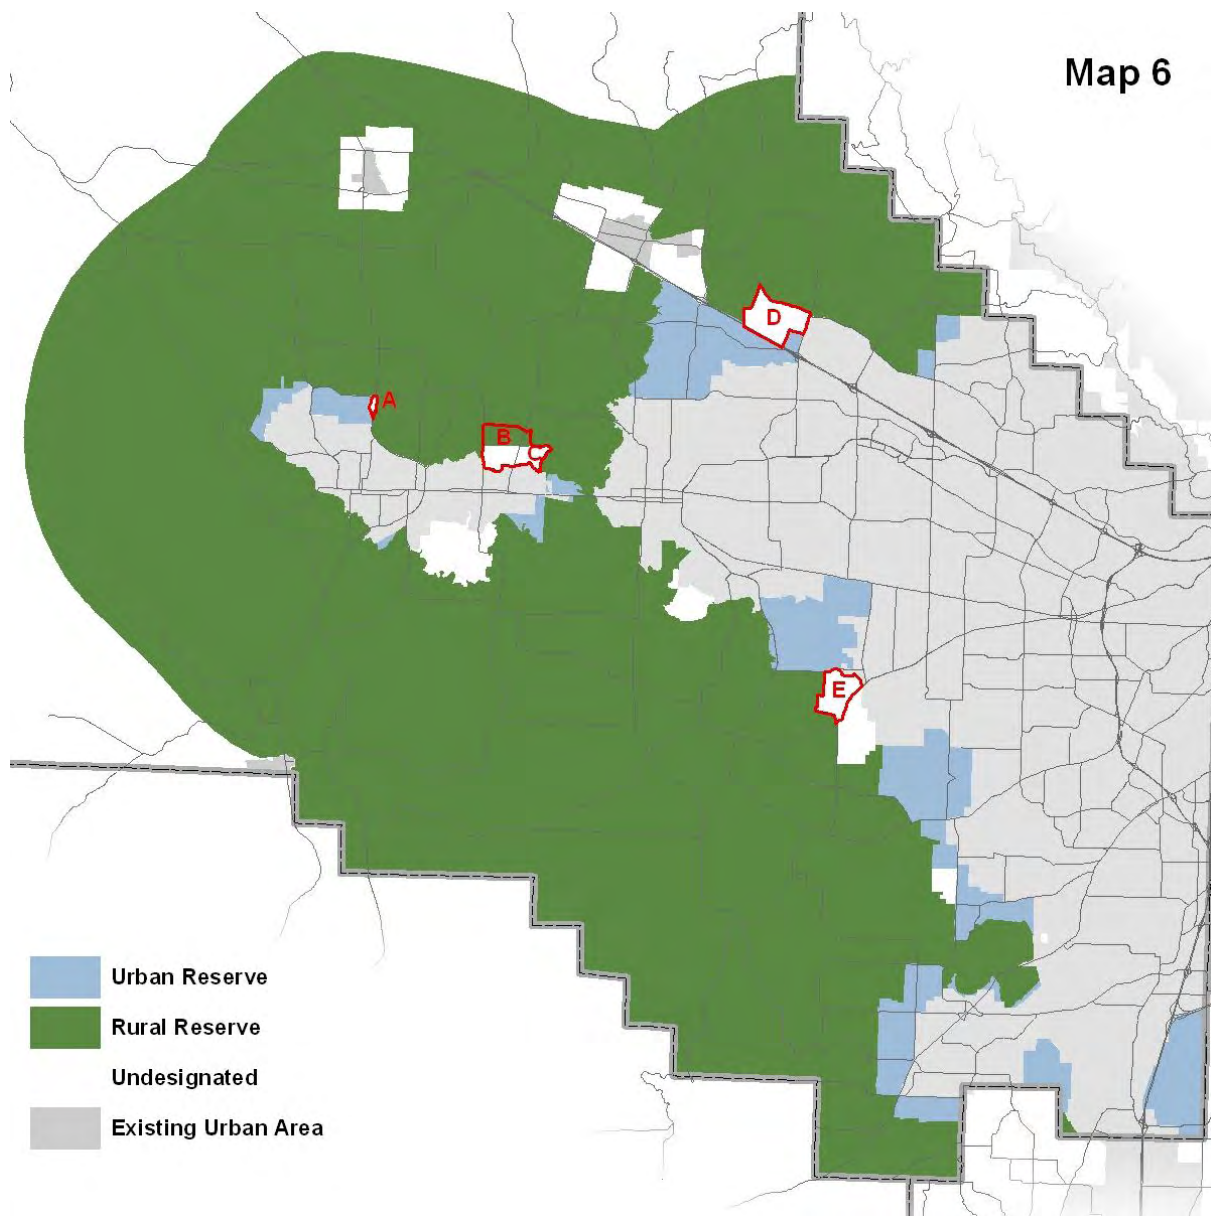 Map 6
D
A
B
C
E
Urban Reserve
Rural Reserve
Undesignated
Existing Urban Area